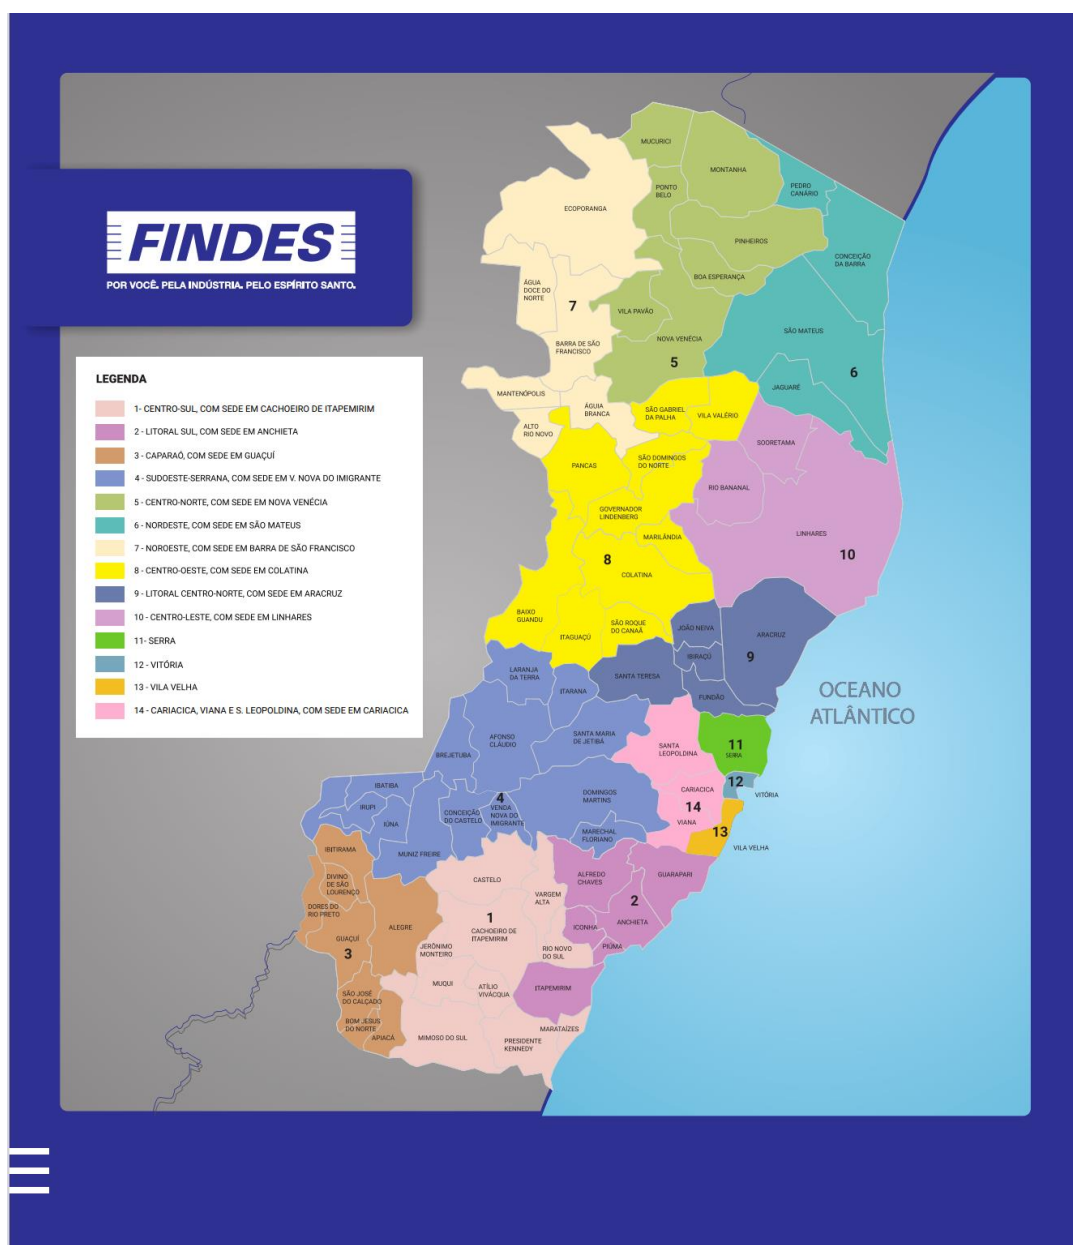 FINDES
POR VOCÊ. PELA INDÚSTRIA. PELO ESPÍRITO SANTO.
LEGENDA
1- CENTRO-SUL, COM SEDE EM CACHOEIRO DE ITAPEMIRIM
2 - LITORAL SUL, COM SEDE EM ANCHIETA
3 - CAPARAÓ, COM SEDE EM GUAÇUÍ
4 - SUDOESTE-SERRANA, COM SEDE EM V. NOVA DO IMIGRANTE
5 - CENTRO-NORTE, COM SEDE EM NOVA VENÉCIA
6 - NORDESTE, COM SEDE EM SÃO MATEUS
7 - NOROESTE, COM SEDE EM BARRA DE SÃO FRANCISCO
8 - CENTRO-OESTE, COM SEDE EM COLATINA
9 - LITORAL CENTRO-NORTE, COM SEDE EM ARACRUZ
10 - CENTRO-LESTE, COM SEDE EM LINHARES
11- SERRA
12 - VITÓRIA
13 - VILA VELHA
14 - CARIACICA, VIANA E S. LEOPOLDINA, COM SEDE EM CARIACICA
MUCURICI
MONTANHA
PONTO
BELO
PEDRO
CANÁRIO
ECOPORANGA
PINHEIROS
CONCEIÇÃO
DA BARRA
BOA ESPERANÇA
ÁGUA
DOCE DO
NORTE
7
VILA PAVÃO
SÃO MATEUS
BARRA DE SÃO
FRANCISCO
NOVA VENÉCIA
5
6
JAGUARÉ
MANTENÓPOLIS
ÁGUIA
BRANCA
SÃO GABRIEL
DA PALHA
VILA VALÉRIO
ALTO
RIO NOVO
SOORETAMA
PANCAS
SÃO DOMINGOS
DO NORTE
RIO BANANAL
GOVERNADOR
LINDENBERG
MARILÂNDIA
LINHARES
10
8
COLATINA
BAIXO
GUANDU
ITAGUAÇÚ
SÃO ROQUE
DO CANAÃ
JOÃO NEIVA
ARACRUZ
IBIRAÇÚ
9
LARANJA
DA TERRA
SANTA TERESA
ITARANA
FUNDÃO
OCEANO
ATLÂNTICO
AFONSO
CLÁUDIO
SANTA MARIA
DE JETIBÁ
SANTA
LEOPOLDINA
11
SERRA
BREJETUBA
IBATIBA
12
VITÓRIA
CARIACICA
DOMINGOS
MARTINS
4
VENDA
NOVA DO
IMIGRANTE
IRUPI
CONCEIÇÃO
DO CASTELO
14
VIANA
IÚNA
MARECHAL
FLORIANO
13
VILA VELHA
IBITIRAMA
MUNIZ FREIRE
CASTELO
ALFREDO
CHAVES
GUARAPARI
DIVINO
DE SÃO
LOURENÇO
VARGEM
ALTA
2
DORES DO
RIO PRETO
1
ANCHIETA
ALEGRE
CACHOEIRO DE
ITAPEMIRIM
ICONHA
GUAÇUÍ
3
JERÔNIMO
MONTEIRO
RIO NOVO
DO SUL
PIÚMA
MUQUI
ATÍLIO
VIVÁCQUA
ITAPEMIRIM
SÃO JOSÉ
DO CALÇADO
BOM JESUS
DO NORTE
APIACÁ
MIMOSO DO SUL
MARATAÍZES
PRESIDENTE
KENNEDY